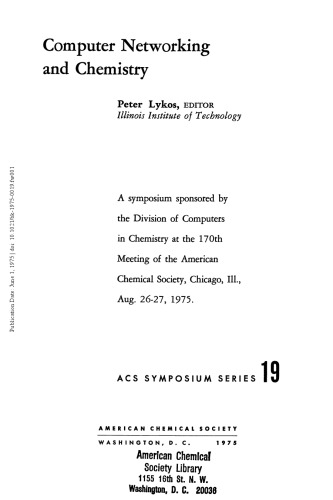 Computer Networking
and Chemistry
Peter Lykos, EDITOR
Illinois Institute of Technology
A symposium sponsored by
the Division of Computers
in Chemistry at the 170th
Meeting of the American
Chemical Society, Chicago, Ill.,
Aug. 26-27, 1975.
ACS SYMPOSIUM SERIES 19
AMERICAN CHEMICAL SOCIETY
WASHINGTON, D. C. 1975
American Chemical
Society Library
1155 16th St. N. W.
Washington, D. C. 20036
Publication Date: June 1, 1975 | doi: 10.1021/bk-1975-0019.fw001